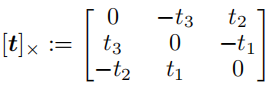 [t]× := [ 0 −t3 t2
t3 0 −t1
−t2 t1 0 ]